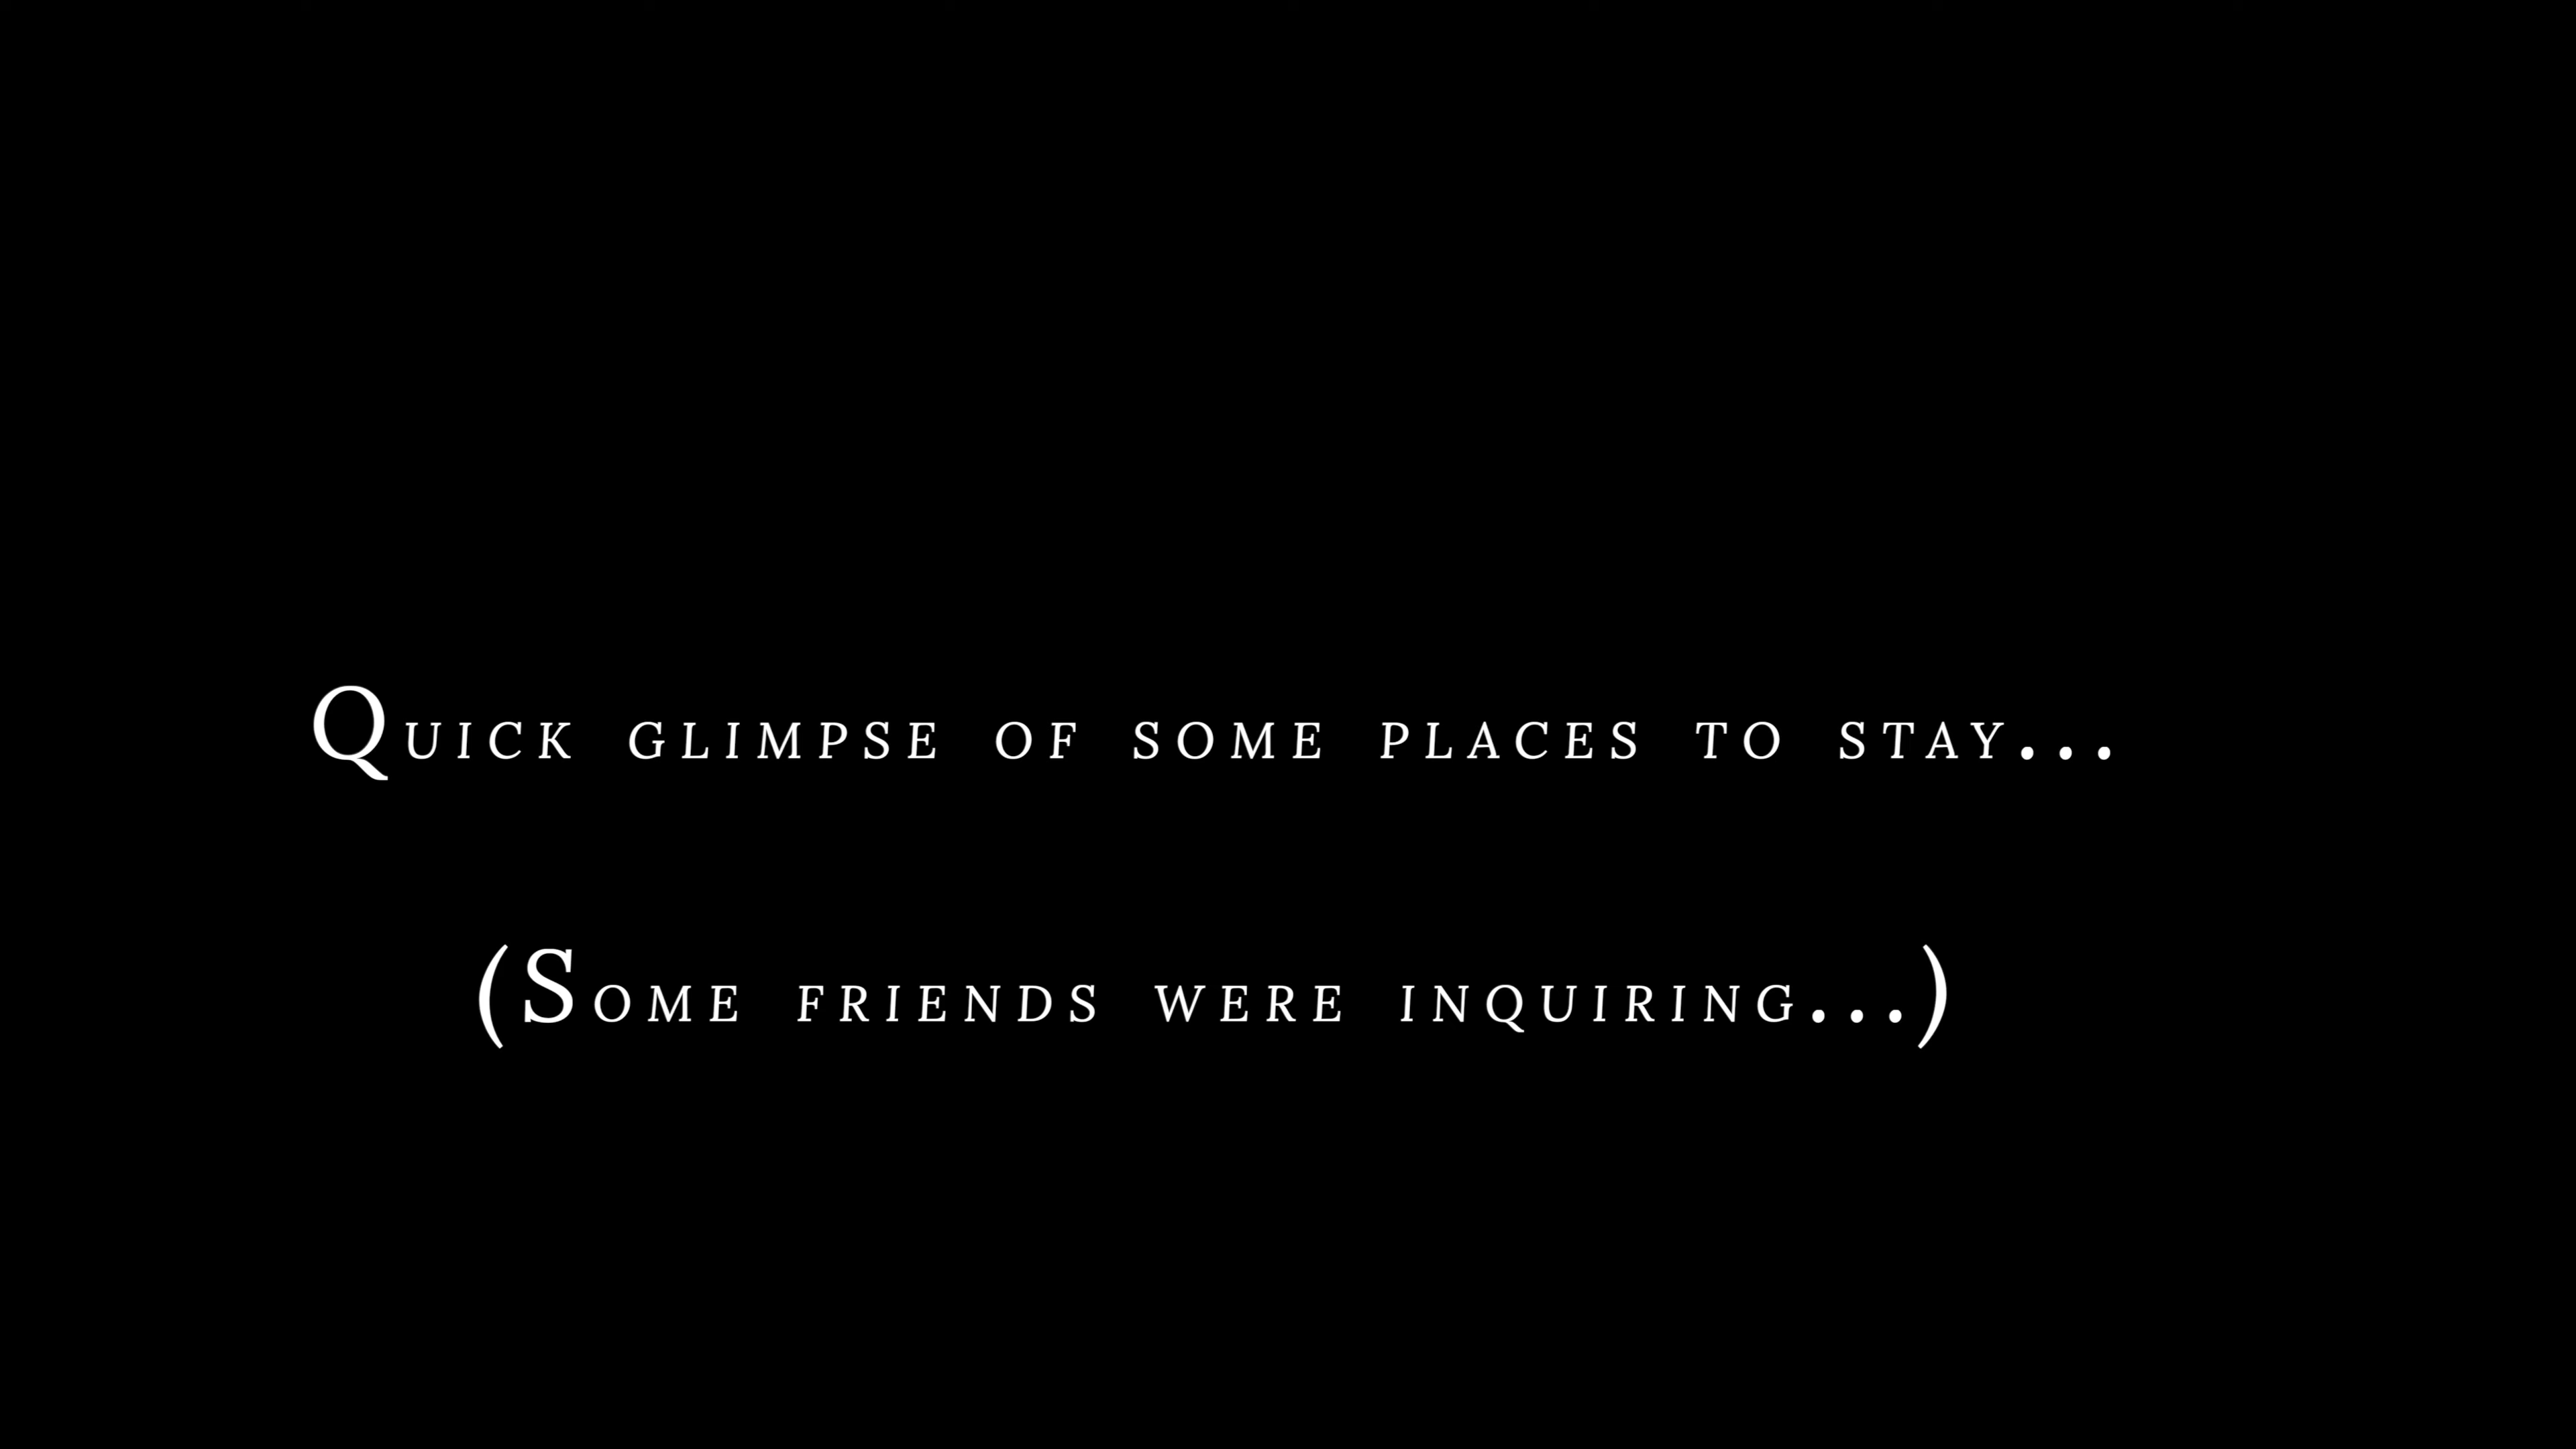 Quick glimpse of some places to stay...
(Some friends were inquiring...)